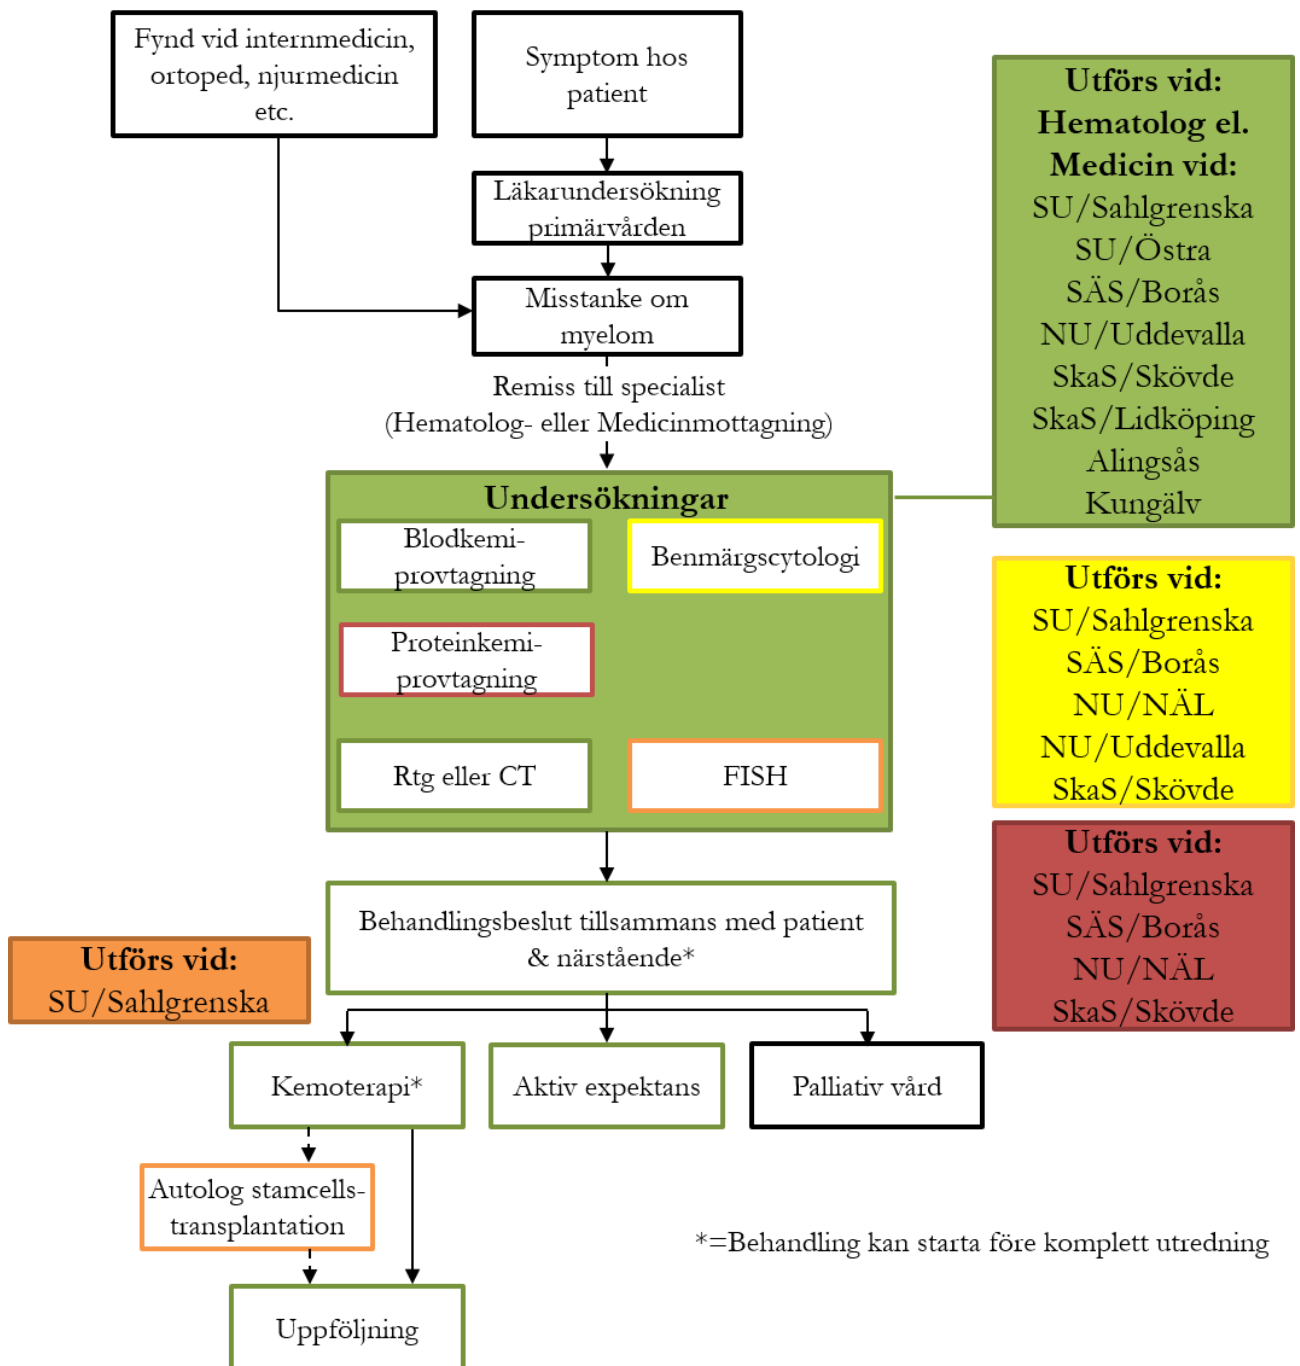 Fynd vid internmedicin,
ortoped, njurmedicin
etc.
Symptom hos
patient
Läkarundersökning
primärvården
Misstanke om
myelom
Remiss till specialist
(Hematolog- eller Medicinmottagning)
Undersökningar
Blodkemi-
provtagning
Benmärgscytologi
Proteinkemi-
provtagning
Rtg eller CT
FISH
Utförs vid:
Hematolog el.
Medicin vid:
SU/Sahlgrenska
SU/Östra
SÄS/Borås
NU/Uddevalla
SkaS/Skövde
SkaS/Lidköping
Alingsås
Kungälv
Utförs vid:
SU/Sahlgrenska
SÄS/Borås
NU/NÄL
NU/Uddevalla
SkaS/Skövde
Utförs vid:
SU/Sahlgrenska
SÄS/Borås
NU/NÄL
SkaS/Skövde
Behandlingsbeslut tillsammans med patient
& närstående*
Utförs vid:
SU/Sahlgrenska
Kemoterapi*
Aktiv expektans
Palliativ vård
Autolog stamcells-
transplantation
*=Behandling kan starta före komplett utredning
Uppföljning